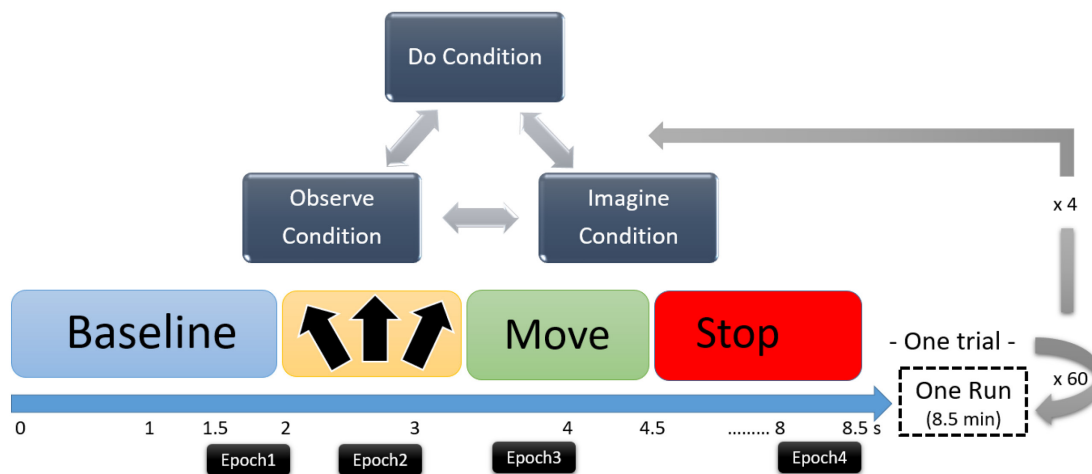 Do Condition
Observe
Condition
Imagine
Condition
x 4
Baseline
Move
Stop
- One trial -
x 60
One Run
(8.5 min)
0 1 1.5 2 3 4 4.5 ......... 8 8.5 s
Epoch1 Epoch2 Epoch3 Epoch4